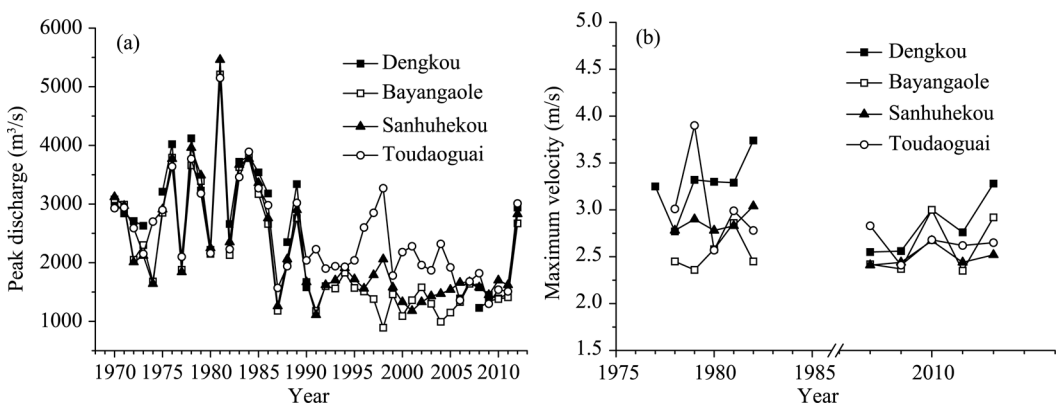 (a)
Dengkou
Bayangaole
Sanhuhekou
Toudaoguai
Peak discharge (m³/s)
6000
5000
4000
3000
2000
1000
1970 1975 1980 1985 1990 1995 2000 2005 2010
Year
(b)
Dengkou
Bayangaole
Sanhuhekou
Toudaoguai
Maximum velocity (m/s)
5.0
4.5
4.0
3.5
3.0
2.5
2.0
1.5
1975 1980 1985 2010
Year